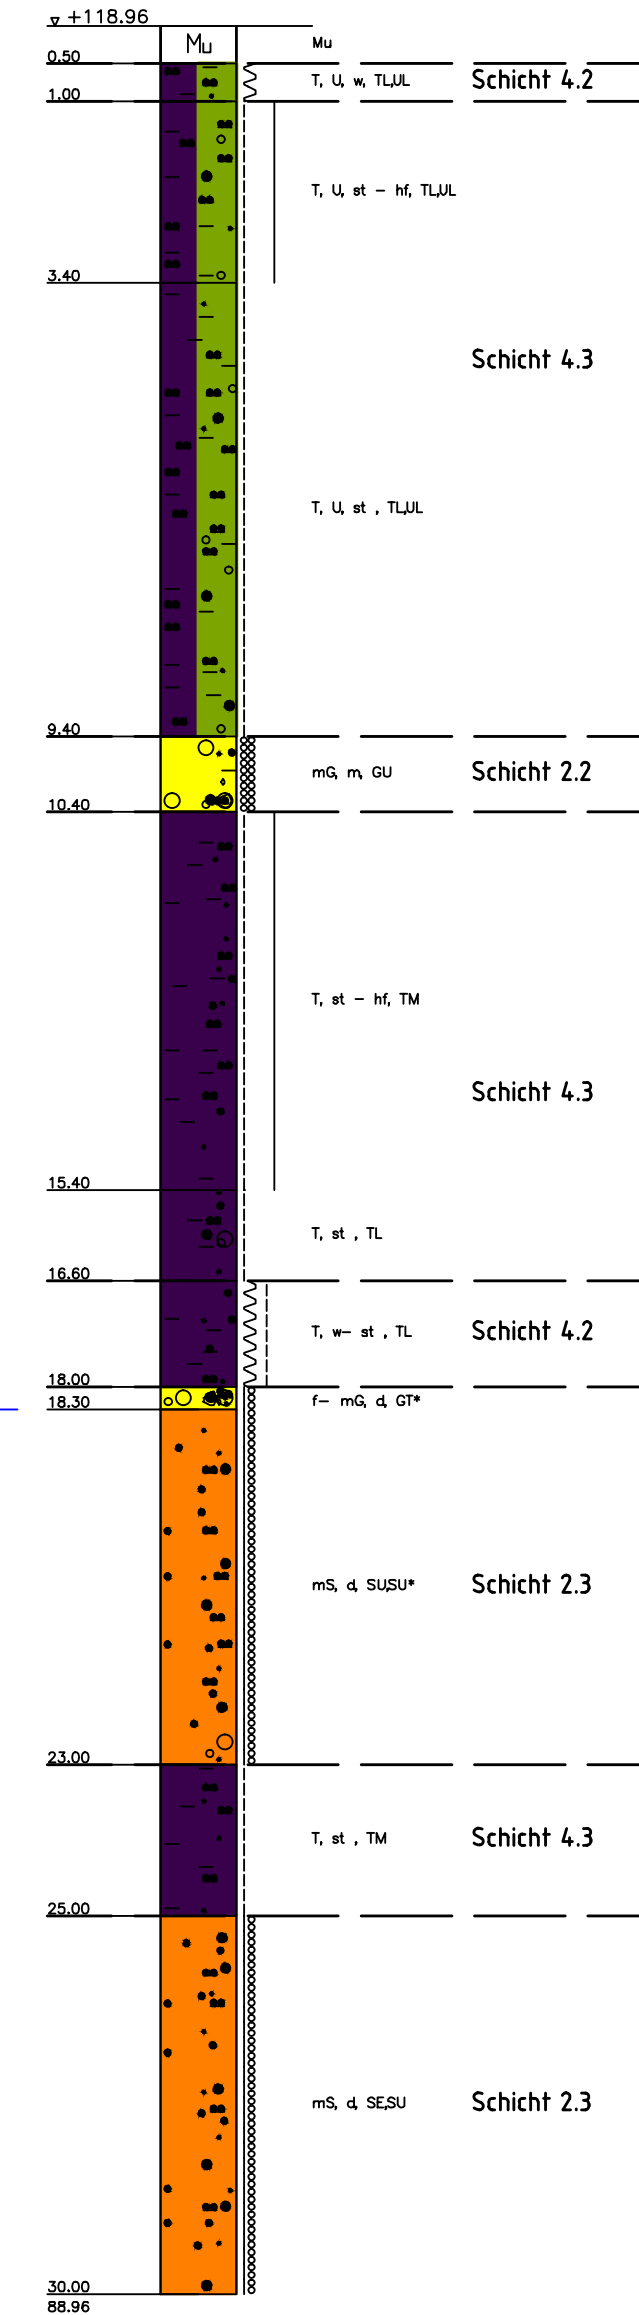 ▽ +118.96
Mu Mu
0.50
T, U, w, TL,UL Schicht 4.2
1.00
T, U, st - hf, TL,UL
3.40
Schicht 4.3
T, U, st , TL,UL
9.40
mG, m, GU Schicht 2.2
10.40
T, st - hf, TM
Schicht 4.3
15.40
T, st , TL
16.60
T, w- st , TL Schicht 4.2
18.00
f- mG, d, GT*
18.30
mS, d, SU,SU* Schicht 2.3
23.00
T, st , TM Schicht 4.3
25.00
mS, d, SE,SU Schicht 2.3
30.00
88.96